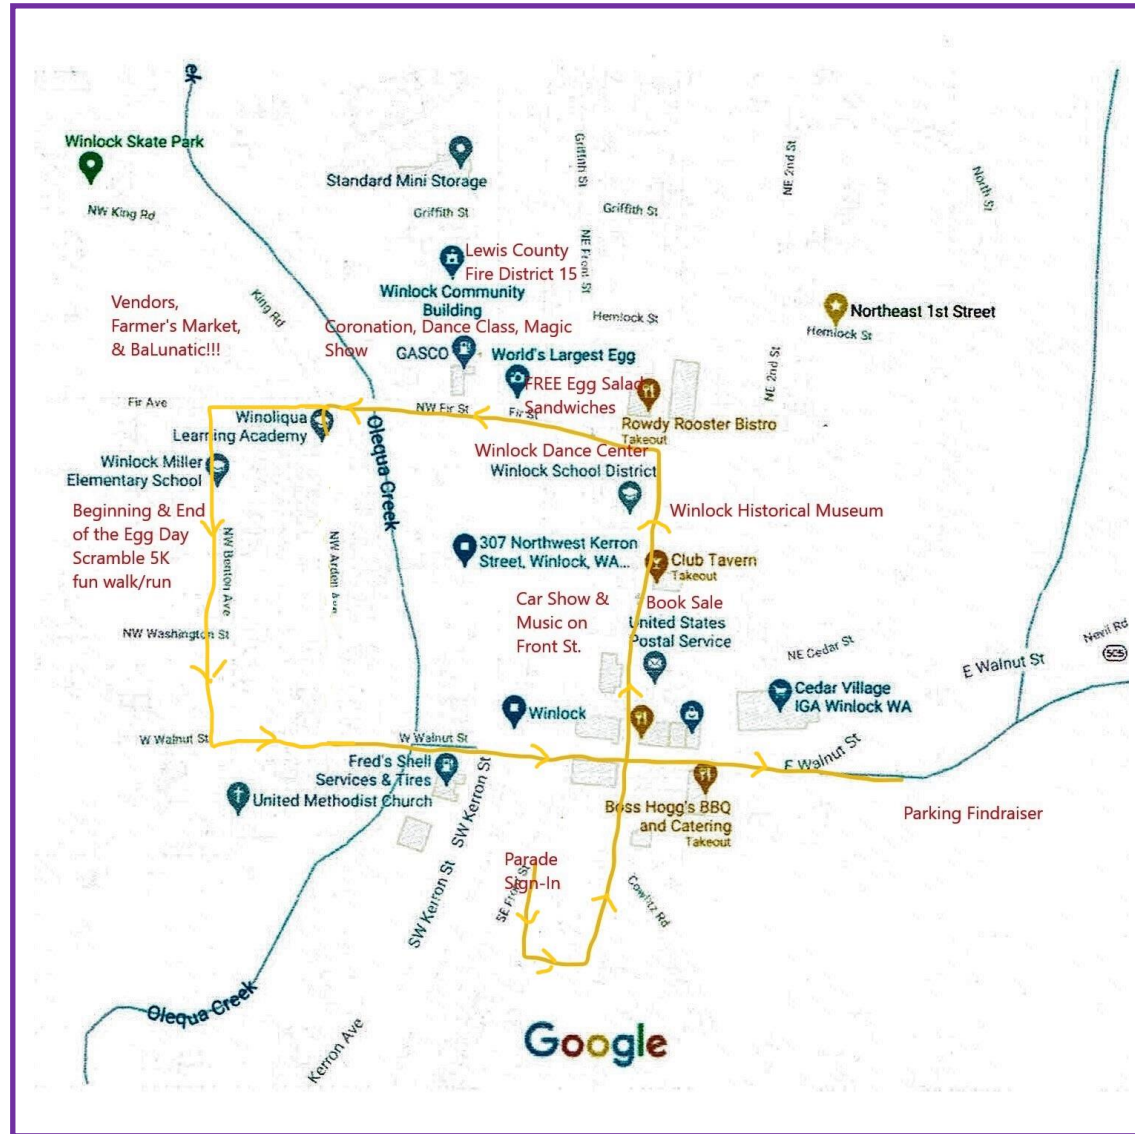 ek
Winlock Skate Park
NW King Rd
Standard Mini Storage
Griffith St
Griffith St
Griffith St
NE 2nd St
North St
NE Front St
Lewis County
Fire District 15
Winlock Community
Building
Vendors,
Farmer's Market,
& BaLunatic!!!
King Rd
Coronation, Dance Class, Magic
Show
GASCO
World's Largest Egg
Hemlock St
Northeast 1st Street
Hemlock St
NE 2nd St
FREE Egg Salad
Sandwiches
Fir Ave
NW Fir St
Fir St
Rowdy Rooster Bistro
Takeout
Winoliqua
Learning Academy
Olequa Creek
Winlock Dance Center
Winlock School District
Winlock Miller
Elementary School
Beginning & End
of the Egg Day
Scramble 5K
fun walk/run
NW Benton Ave
NW Ardell Ave
Winlock Historical Museum
307 Northwest Kerron
Street, Winlock, WA...
Club Tavern
Takeout
Car Show &
Music on
Front St.
Book Sale
United States
Postal Service
NW Washington St
NE Cedar St
Nevil Rd
505
E Walnut St
Cedar Village
IGA Winlock WA
Winlock
W Walnut St
W Walnut St
E Walnut St
Fred's Shell
Services & Tires
United Methodist Church
SW Kerron St
SW Kerron St
Boss Hogg's BBQ
and Catering
Takeout
Parking Findraiser
Parade
Sign-In
SE Front St
Cowlitz Rd
Olequa Creek
Kerron Ave
Google